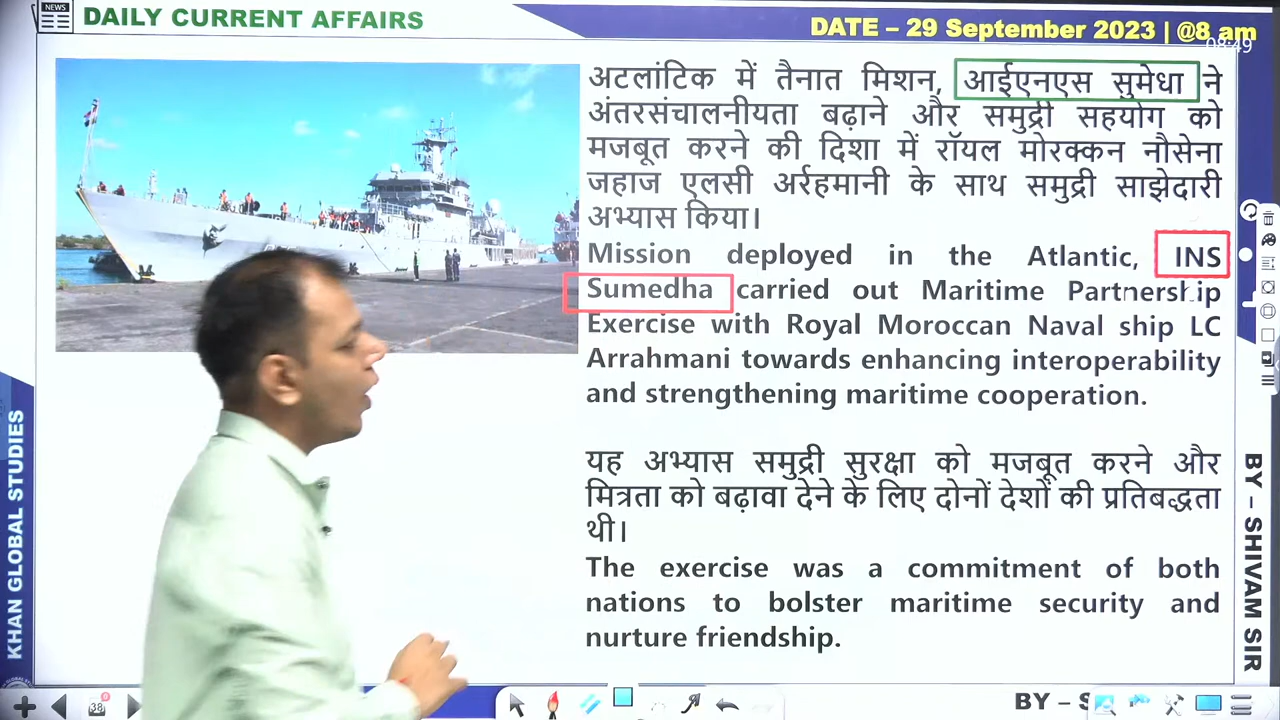 NEWS
DAILY CURRENT AFFAIRS
DATE – 29 September 2023 | @8 am
08:49
अटलांटिक में तैनात मिशन, आईएनएस सुमेधा ने
अंतरसंचालनीयता बढ़ाने और समुद्री सहयोग को
मजबूत करने की दिशा में रॉयल मोरक्कन नौसेना
जहाज एलसी अर्रहमानी के साथ समुद्री साझेदारी
अभ्यास किया।
Mission deployed in the Atlantic, INS
Sumedha carried out Maritime Partnership
Exercise with Royal Moroccan Naval ship LC
Arrahmani towards enhancing interoperability
and strengthening maritime cooperation.
यह अभ्यास समुद्री सुरक्षा को मजबूत करने और
मित्रता को बढ़ावा देने के लिए दोनों देशों की प्रतिबद्धता
थी।
The exercise was a commitment of both
nations to bolster maritime security and
nurture friendship.
KHAN GLOBAL STUDIES
BY – SHIVAM SIR
38
BY – S